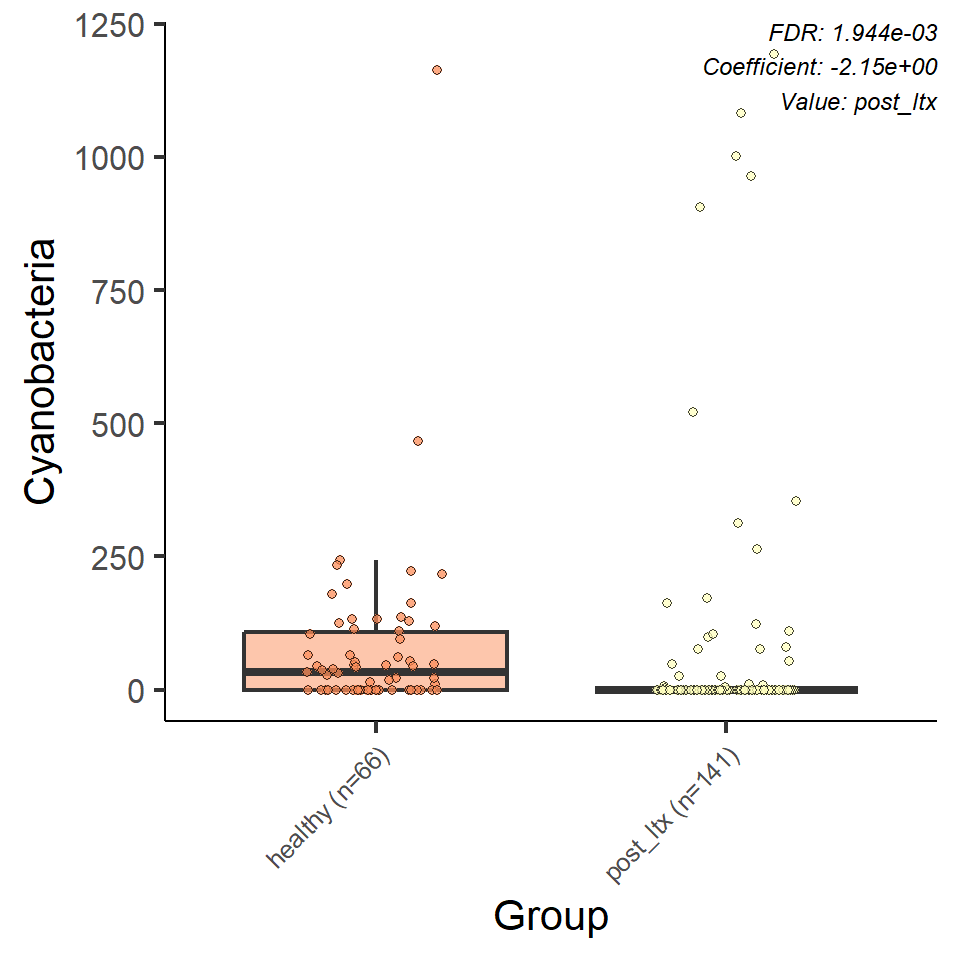 FDR: 1.944e-03
Coefficient: -2.15e+00
Value: post_ltx
1250
1000
750
500
250
0
Cyanobacteria
healthy (n=66)
post_ltx (n=141)
Group